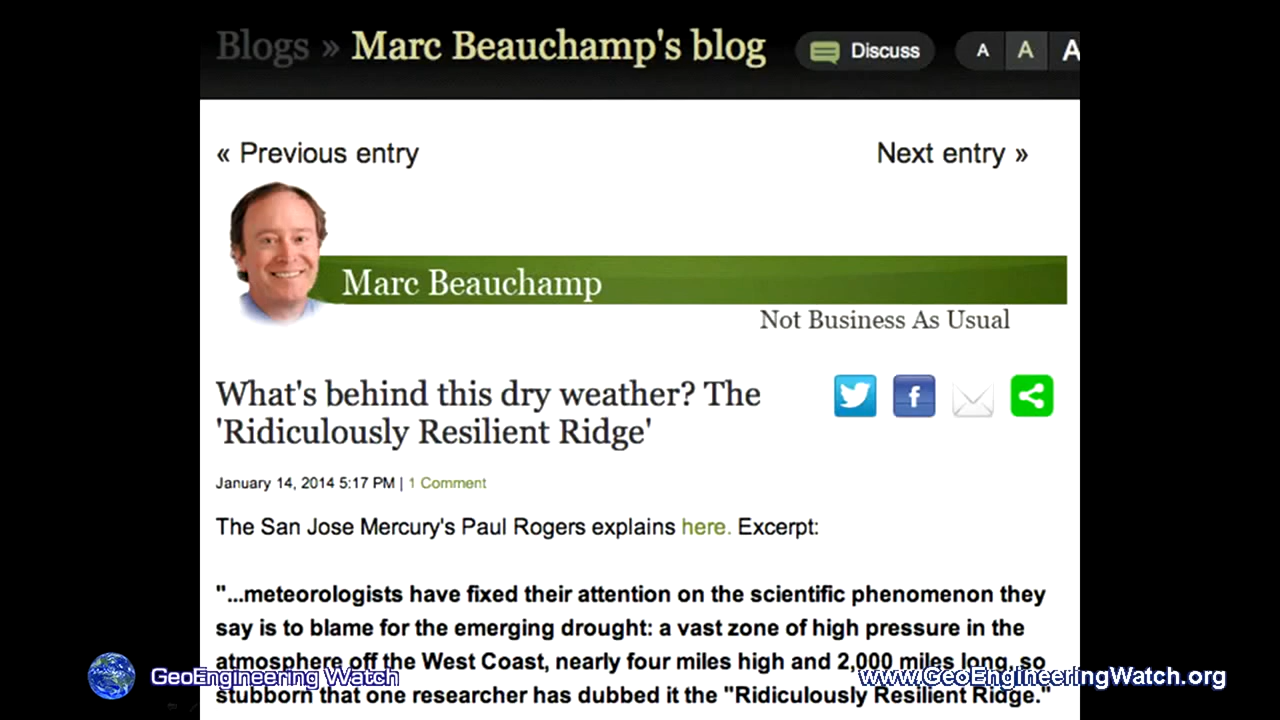 Blogs » Marc Beauchamp's blog Discuss A A A
« Previous entry Next entry »
Marc Beauchamp
Not Business As Usual
What's behind this dry weather? The
'Ridiculously Resilient Ridge'
January 14, 2014 5:17 PM | 1 Comment
The San Jose Mercury's Paul Rogers explains here. Excerpt:
"...meteorologists have fixed their attention on the scientific phenomenon they
say is to blame for the emerging drought: a vast zone of high pressure in the
atmosphere off the West Coast, nearly four miles high and 2,000 miles long, so
stubborn that one researcher has dubbed it the "Ridiculously Resilient Ridge."
GeoEngineering Watch www.GeoEngineeringWatch.org